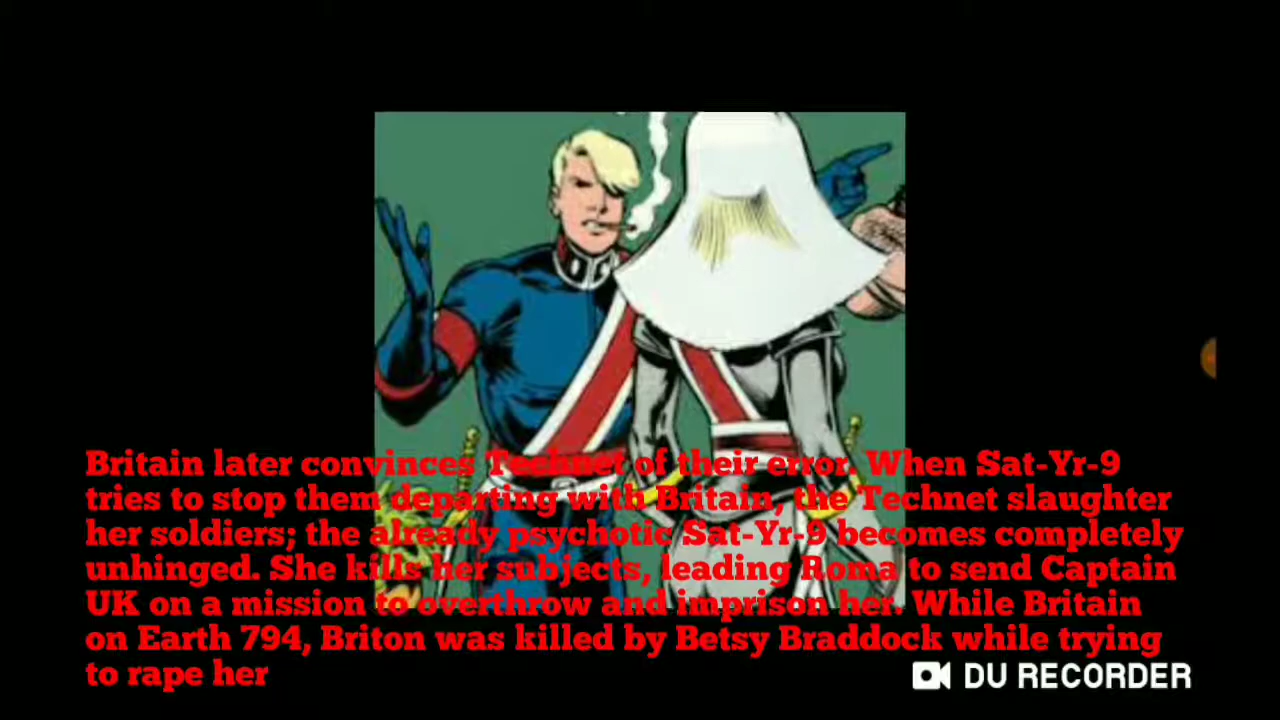 Britain later convinces Technet of their error. When Sat-Yr-9
tries to stop them departing with Britain, the Technet slaughter
her soldiers; the already psychotic Sat-Yr-9 becomes completely
unhinged. She kills her subjects, leading Roma to send Captain
UK on a mission to overthrow and imprison her. While Britain
on Earth 794, Briton was killed by Betsy Braddock while trying
to rape her
DU RECORDER